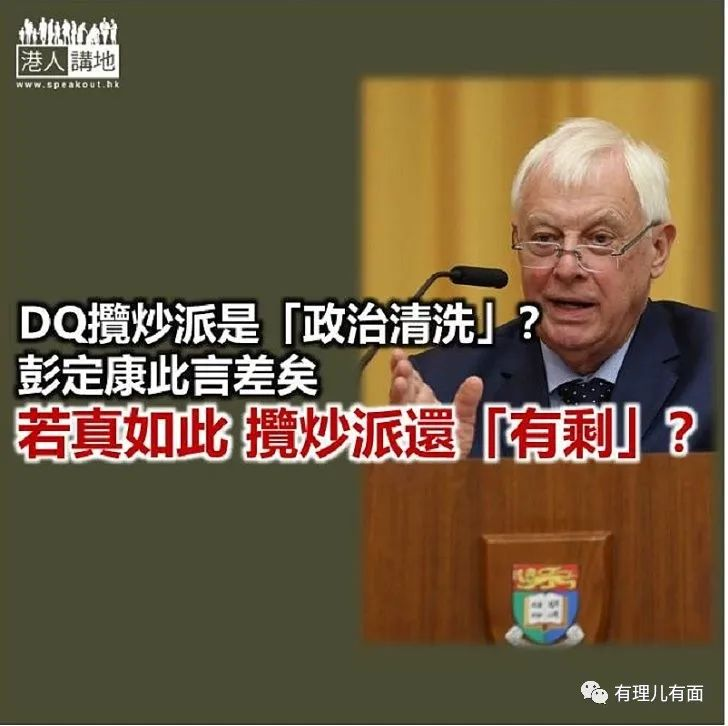 港人講地
www.speakout.hk
DQ攬炒派是「政治清洗」?
彭定康此言差矣
若真如此 攬炒派還「有剩」?
有理儿有面